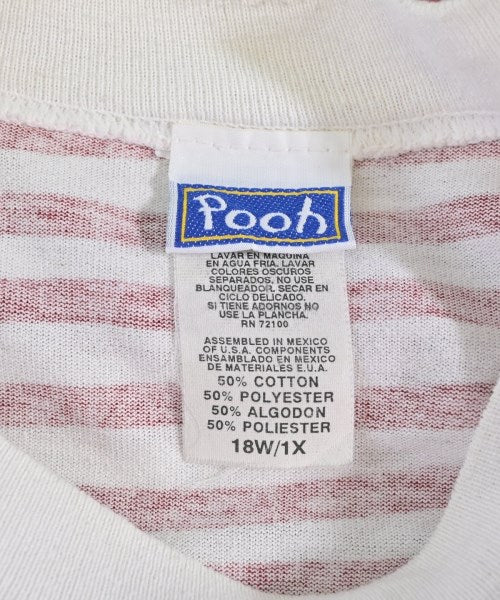 Pooh
LAVAR EN MAQUINA
EN AGUA FRIA. LAVAR
COLORES OSCUROS
SEPARADOS. NO USE
BLANQUEADOR. SECAR EN
CICLO DELICADO.
SI TIENE ADORNOS NO
USE LA PLANCHA.
RN 72100
ASSEMBLED IN MEXICO
OF U.S.A. COMPONENTS
ENSAMBLADO EN MEXICO
DE MATERIALES E.U.A.
50% COTTON
50% POLYESTER
50% ALGODON
50% POLIESTER
18W/1X